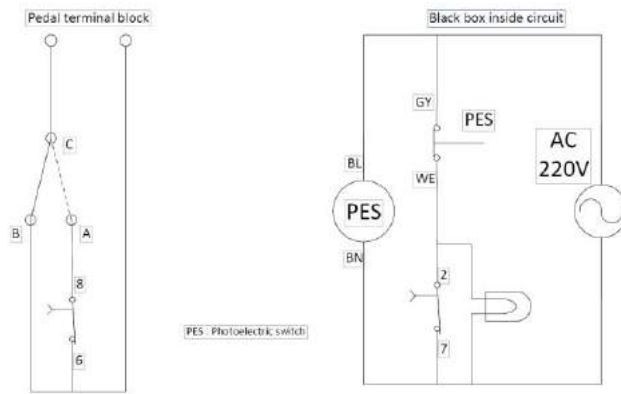 Pedal terminal block
C
B
A
8
6
PES : Photoelectric switch
Black box inside circuit
GY
PES
BL
WE
PES
BN
AC
220V
2
7